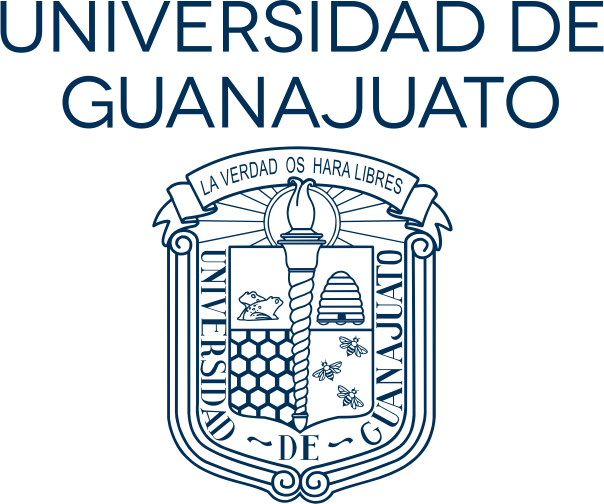 UNIVERSIDAD DE
GUANAJUATO
LA VERDAD OS HARA LIBRES
UNIVERSIDAD
~DE~
GUANAJUATO